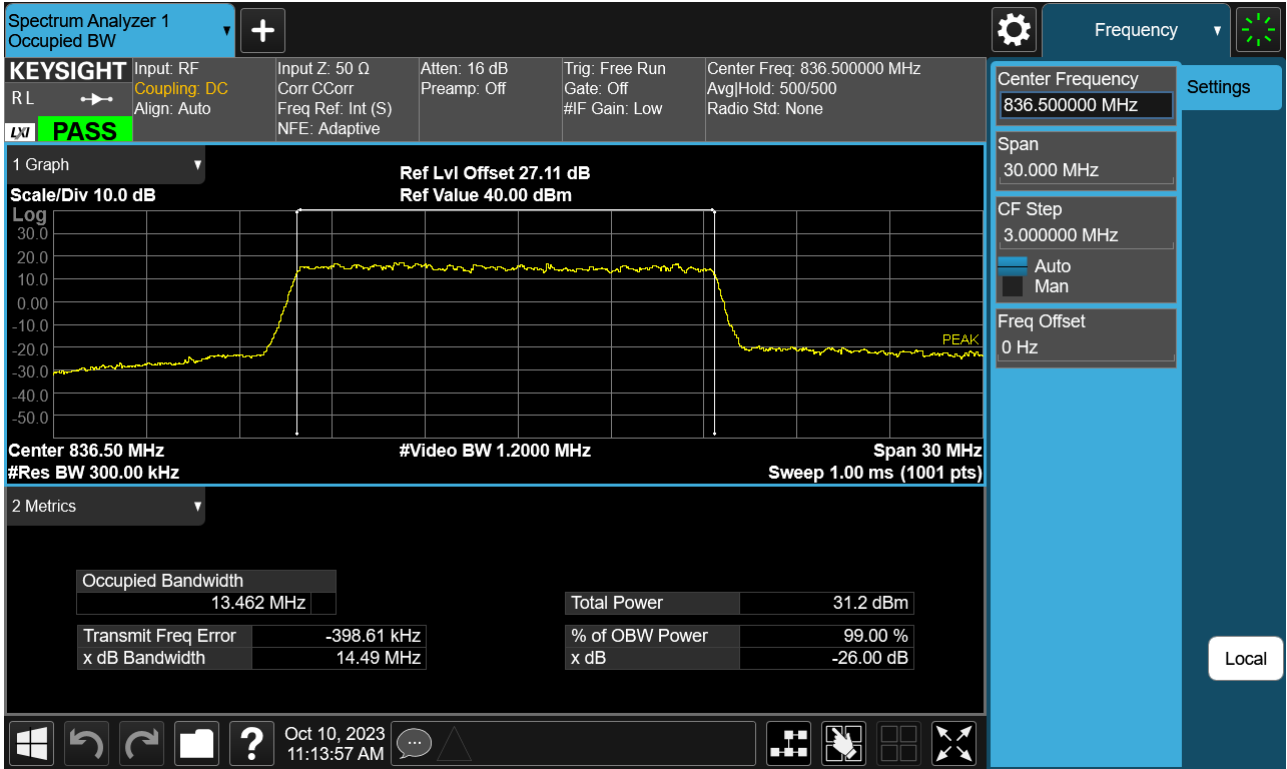 Spectrum Analyzer 1
Occupied BW
Frequency
KEYSIGHT
R L
LXI
PASS
Input: RF
Coupling: DC
Align: Auto
Input Z: 50 Ω
Corr CCorr
Freq Ref: Int (S)
NFE: Adaptive
Atten: 16 dB
Preamp: Off
Trig: Free Run
Gate: Off
#IF Gain: Low
Center Freq: 836.500000 MHz
Avg|Hold: 500/500
Radio Std: None
Center Frequency
836.500000 MHz
Settings
Span
30.000 MHz
CF Step
3.000000 MHz
Auto
Man
Freq Offset
0 Hz
Local
1 Graph
Ref Lvl Offset 27.11 dB
Scale/Div 10.0 dB
Ref Value 40.00 dBm
Log
30.0
20.0
10.0
0.00
-10.0
-20.0
-30.0
-40.0
-50.0
PEAK
Center 836.50 MHz
#Video BW 1.2000 MHz
Span 30 MHz
#Res BW 300.00 kHz
Sweep 1.00 ms (1001 pts)
2 Metrics
Occupied Bandwidth
13.462 MHz
Total Power 31.2 dBm
Transmit Freq Error -398.61 kHz
% of OBW Power 99.00 %
x dB Bandwidth 14.49 MHz
x dB -26.00 dB
?
Oct 10, 2023
11:13:57 AM